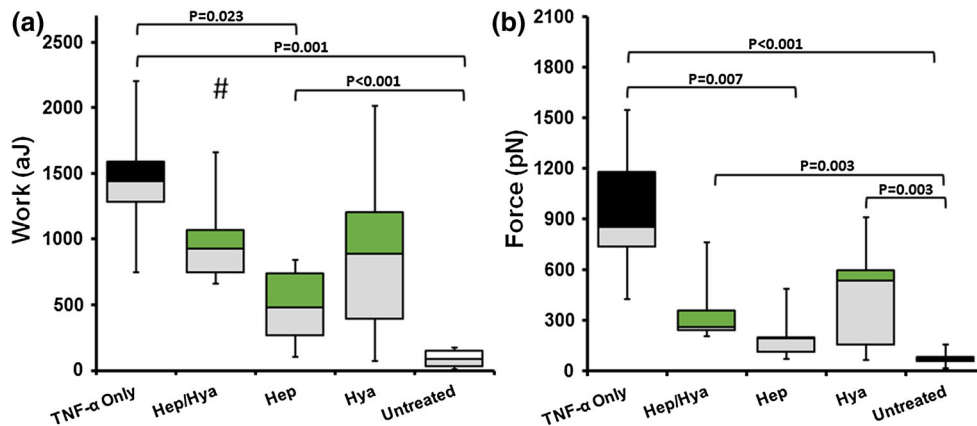 (a)
P=0.023
P=0.001
P<0.001
#
Work (aJ)
2500
2000
1500
1000
500
0
TNF-α Only
Hep/Hya
Hep
Hya
Untreated
(b)
P<0.001
P=0.007
P=0.003
P=0.003
Force (pN)
2100
1800
1500
1200
900
600
300
0
TNF-α Only
Hep/Hya
Hep
Hya
Untreated